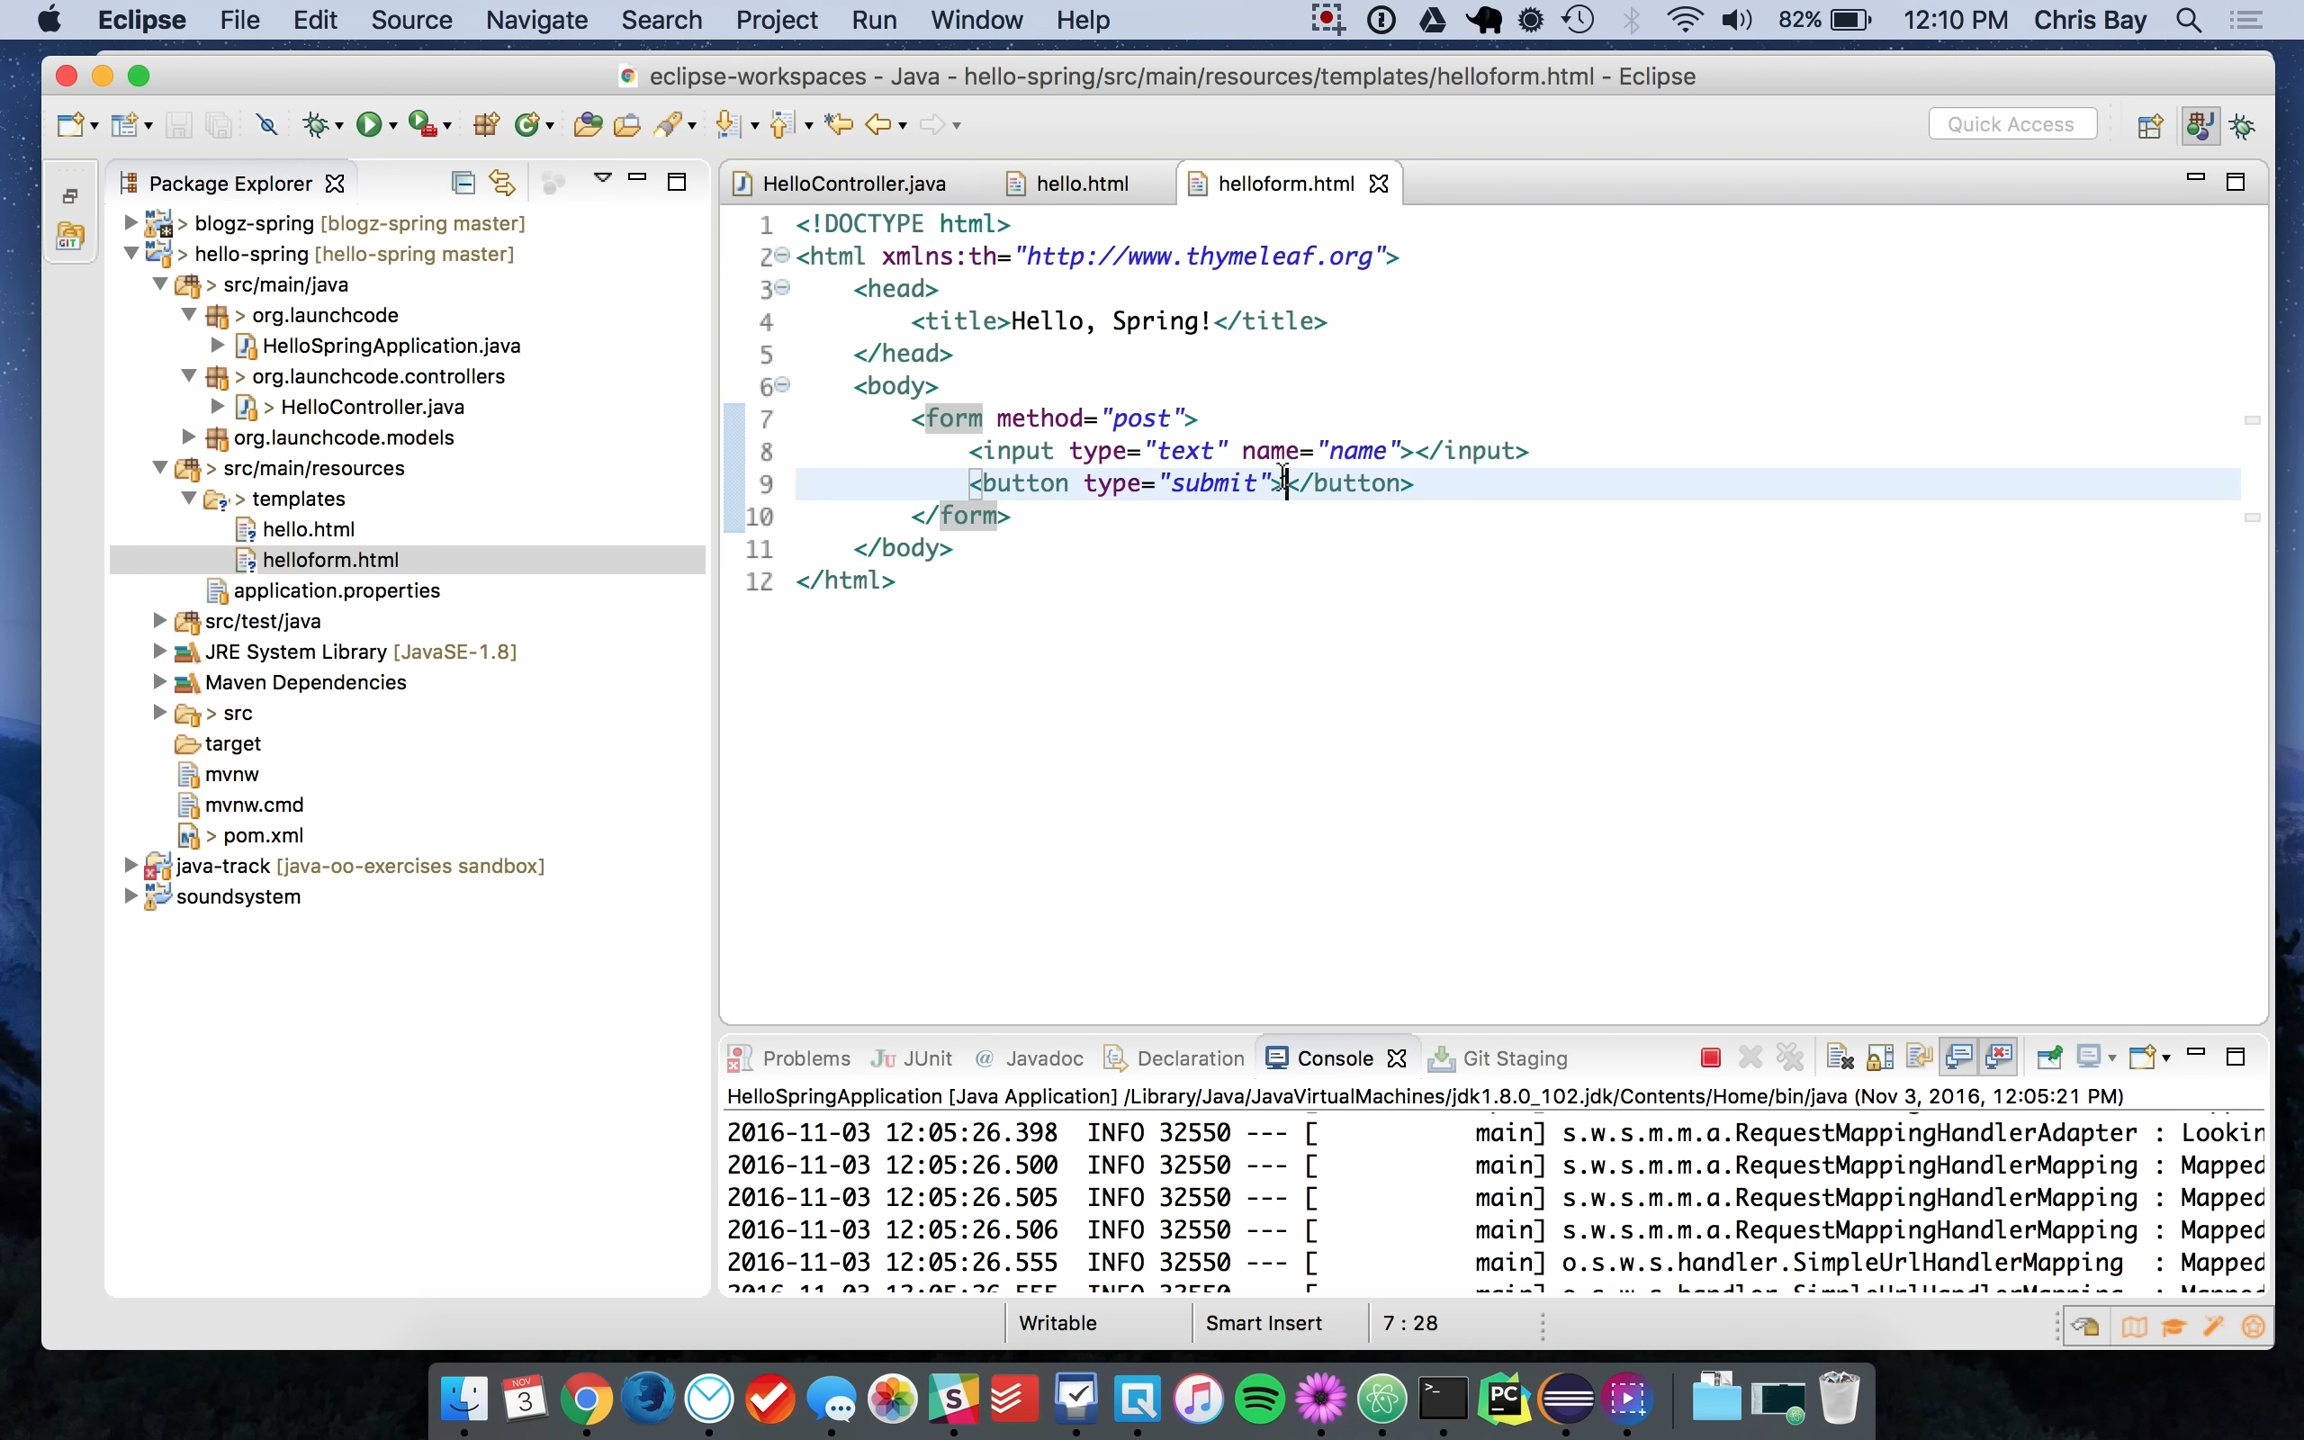 Eclipse File Edit Source Navigate Search Project Run Window Help 82% 12:10 PM Chris Bay
eclipse-workspaces - Java - hello-spring/src/main/resources/templates/helloform.html - Eclipse
Quick Access
Package Explorer
GIT
> blogz-spring [blogz-spring master]
> hello-spring [hello-spring master]
> src/main/java
> org.launchcode
HelloSpringApplication.java
> org.launchcode.controllers
> HelloController.java
org.launchcode.models
> src/main/resources
> templates
hello.html
helloform.html
application.properties
src/test/java
JRE System Library [JavaSE-1.8]
Maven Dependencies
> src
target
mvnw
mvnw.cmd
> pom.xml
java-track [java-oo-exercises sandbox]
soundsystem
HelloController.java hello.html helloform.html
1 <!DOCTYPE html>
2 <html xmlns:th="http://www.thymeleaf.org">
3 <head>
4 <title>Hello, Spring!</title>
5 </head>
6 <body>
7 <form method="post">
8 <input type="text" name="name"></input>
9 <button type="submit"></button>
10 </form>
11 </body>
12 </html>
Problems JUnit @ Javadoc Declaration Console Git Staging
HelloSpringApplication [Java Application] /Library/Java/JavaVirtualMachines/jdk1.8.0_102.jdk/Contents/Home/bin/java (Nov 3, 2016, 12:05:21 PM)
2016-11-03 12:05:26.398 INFO 32550 --- [ main] s.w.s.m.m.a.RequestMappingHandlerAdapter : Lookin
2016-11-03 12:05:26.500 INFO 32550 --- [ main] s.w.s.m.m.a.RequestMappingHandlerMapping : Mapped
2016-11-03 12:05:26.505 INFO 32550 --- [ main] s.w.s.m.m.a.RequestMappingHandlerMapping : Mapped
2016-11-03 12:05:26.506 INFO 32550 --- [ main] s.w.s.m.m.a.RequestMappingHandlerMapping : Mapped
2016-11-03 12:05:26.555 INFO 32550 --- [ main] o.s.w.s.handler.SimpleUrlHandlerMapping : Mapped
Writable Smart Insert 7 : 28
NOV
3
PC